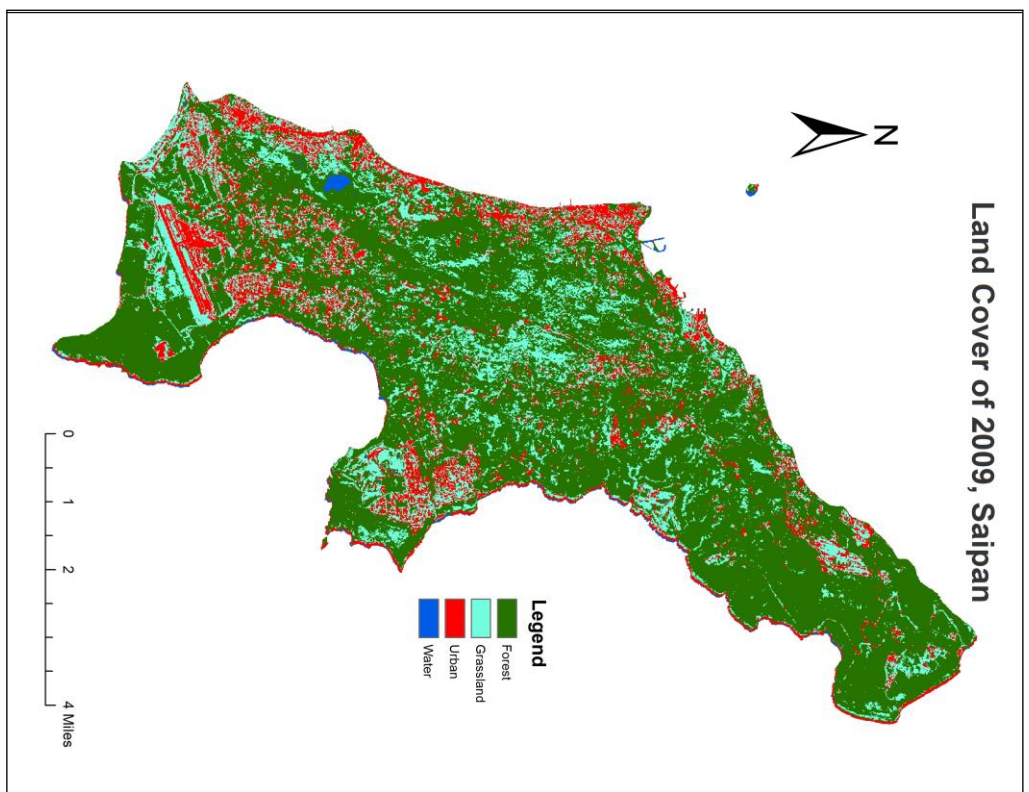 Land Cover of 2009, Saipan
N
Legend
Forest
Grassland
Urban
Water
0
1
2
4 Miles